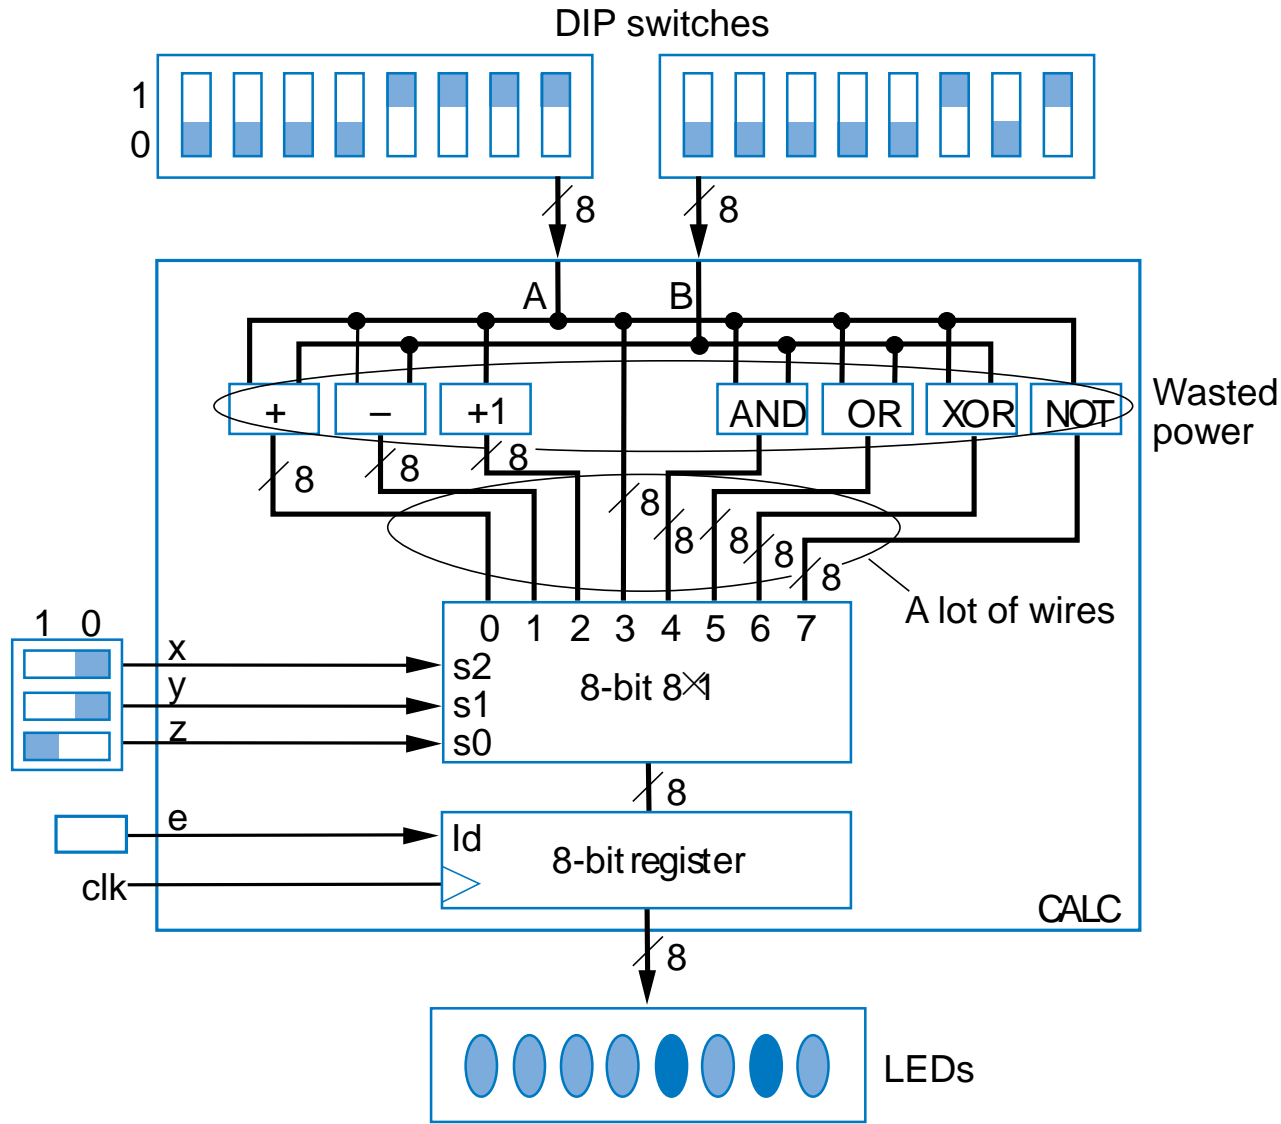 DIP switches
1
0
8
8
A
B
+
–
+1
AND
OR
XOR
NOT
Wasted
power
8
8
8
8
8
8
8
8
A lot of wires
0
1
2
3
4
5
6
7
1 0
x
y
z
s2
s1
s0
8-bit 8×1
8
e
ld
clk
8-bit register
CALC
8
LEDs